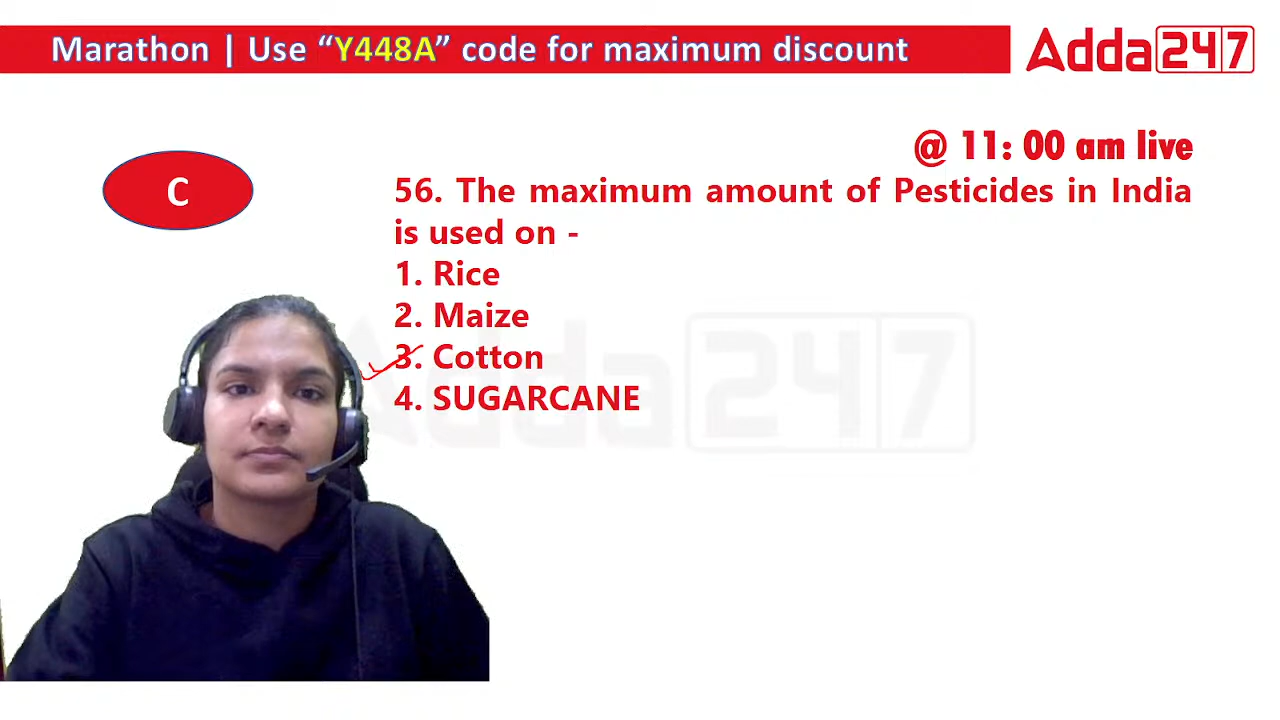 Marathon | Use “Y448A” code for maximum discount
Adda247
@ 11: 00 am live
C
56. The maximum amount of Pesticides in India
is used on -
1. Rice
2. Maize
3. Cotton
4. SUGARCANE
Adda247